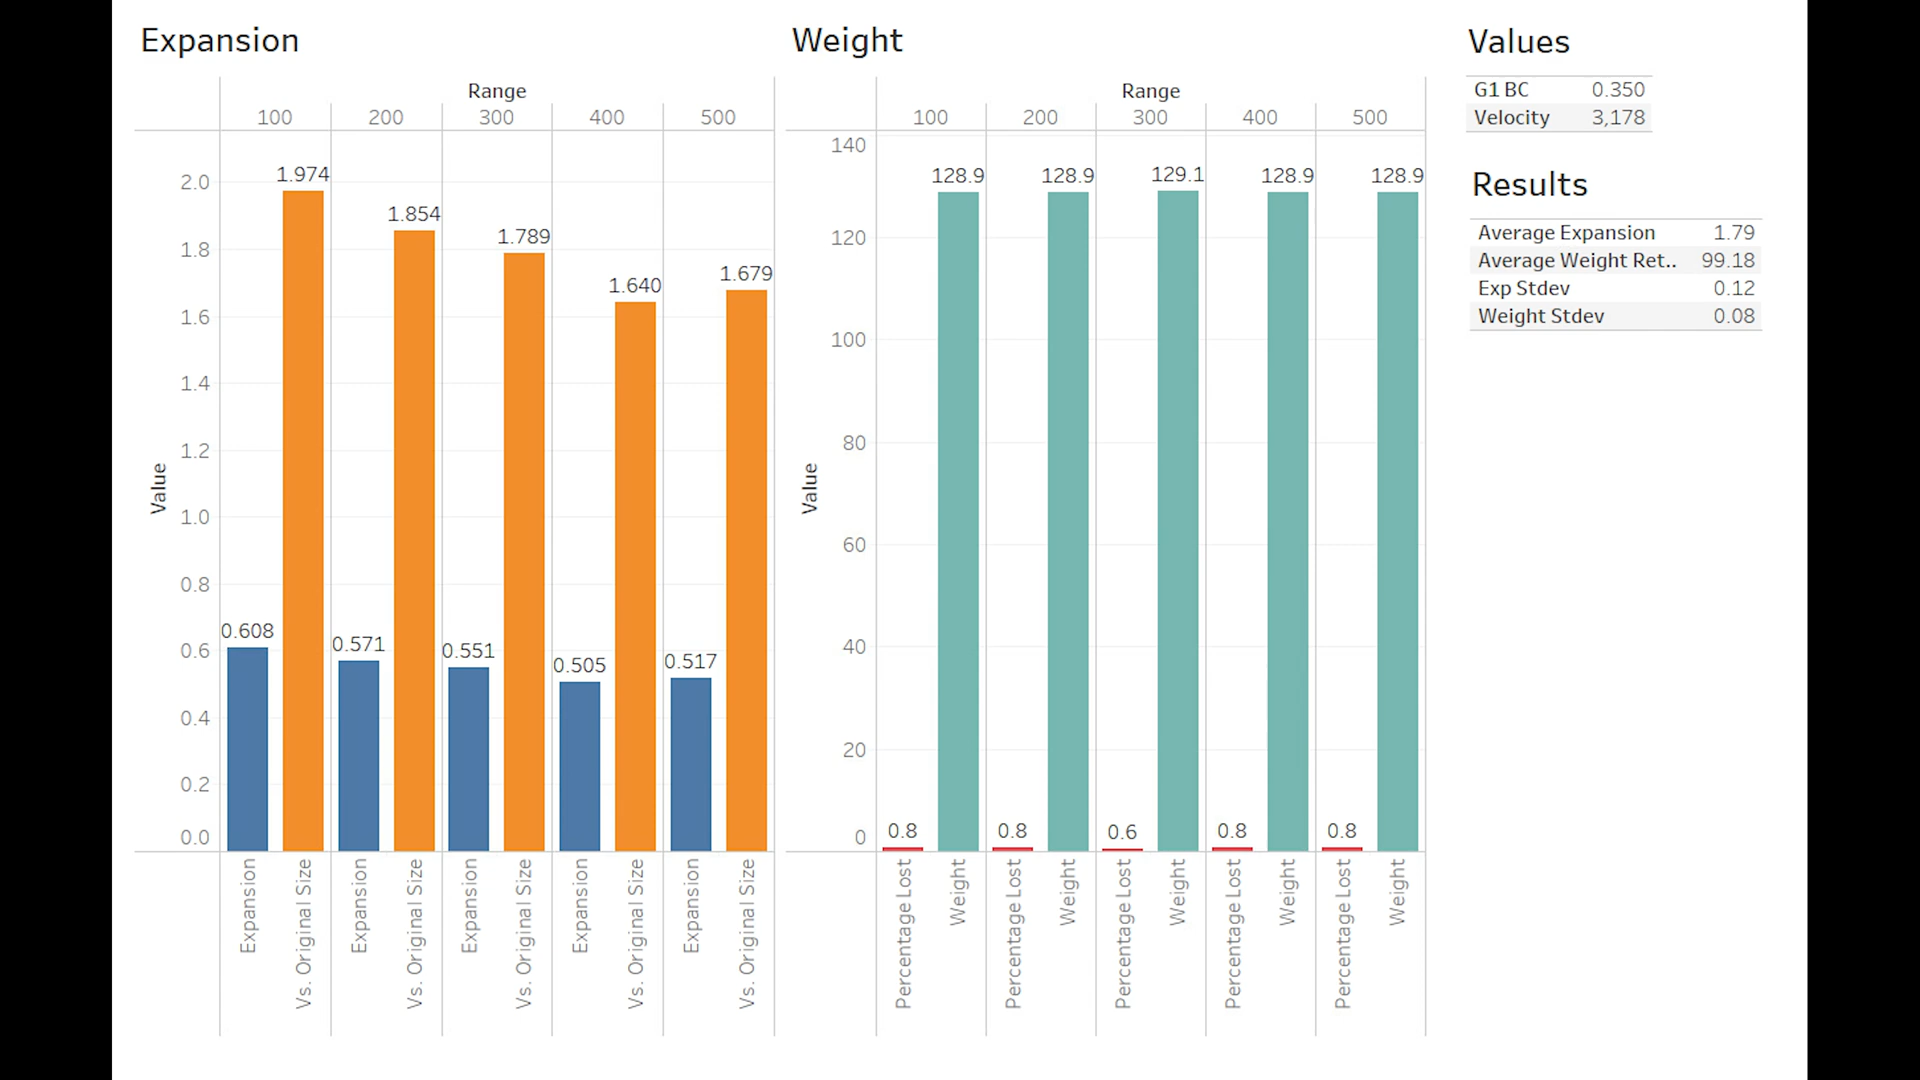 Expansion
Range
100 200 300 400 500
2.0
1.8
1.6
1.4
1.2
1.0
0.8
0.6
0.4
0.2
0.0
Value
1.974
1.854
1.789
1.640
1.679
0.608
0.571
0.551
0.505
0.517
Expansion
Vs. Original Size
Expansion
Vs. Original Size
Expansion
Vs. Original Size
Expansion
Vs. Original Size
Expansion
Vs. Original Size
Weight
Range
100 200 300 400 500
140
120
100
80
60
40
20
0
Value
128.9
128.9
129.1
128.9
128.9
0.8
0.8
0.6
0.8
0.8
Percentage Lost
Weight
Percentage Lost
Weight
Percentage Lost
Weight
Percentage Lost
Weight
Percentage Lost
Weight
Values
G1 BC 0.350
Velocity 3,178
Results
Average Expansion 1.79
Average Weight Ret.. 99.18
Exp Stdev 0.12
Weight Stdev 0.08